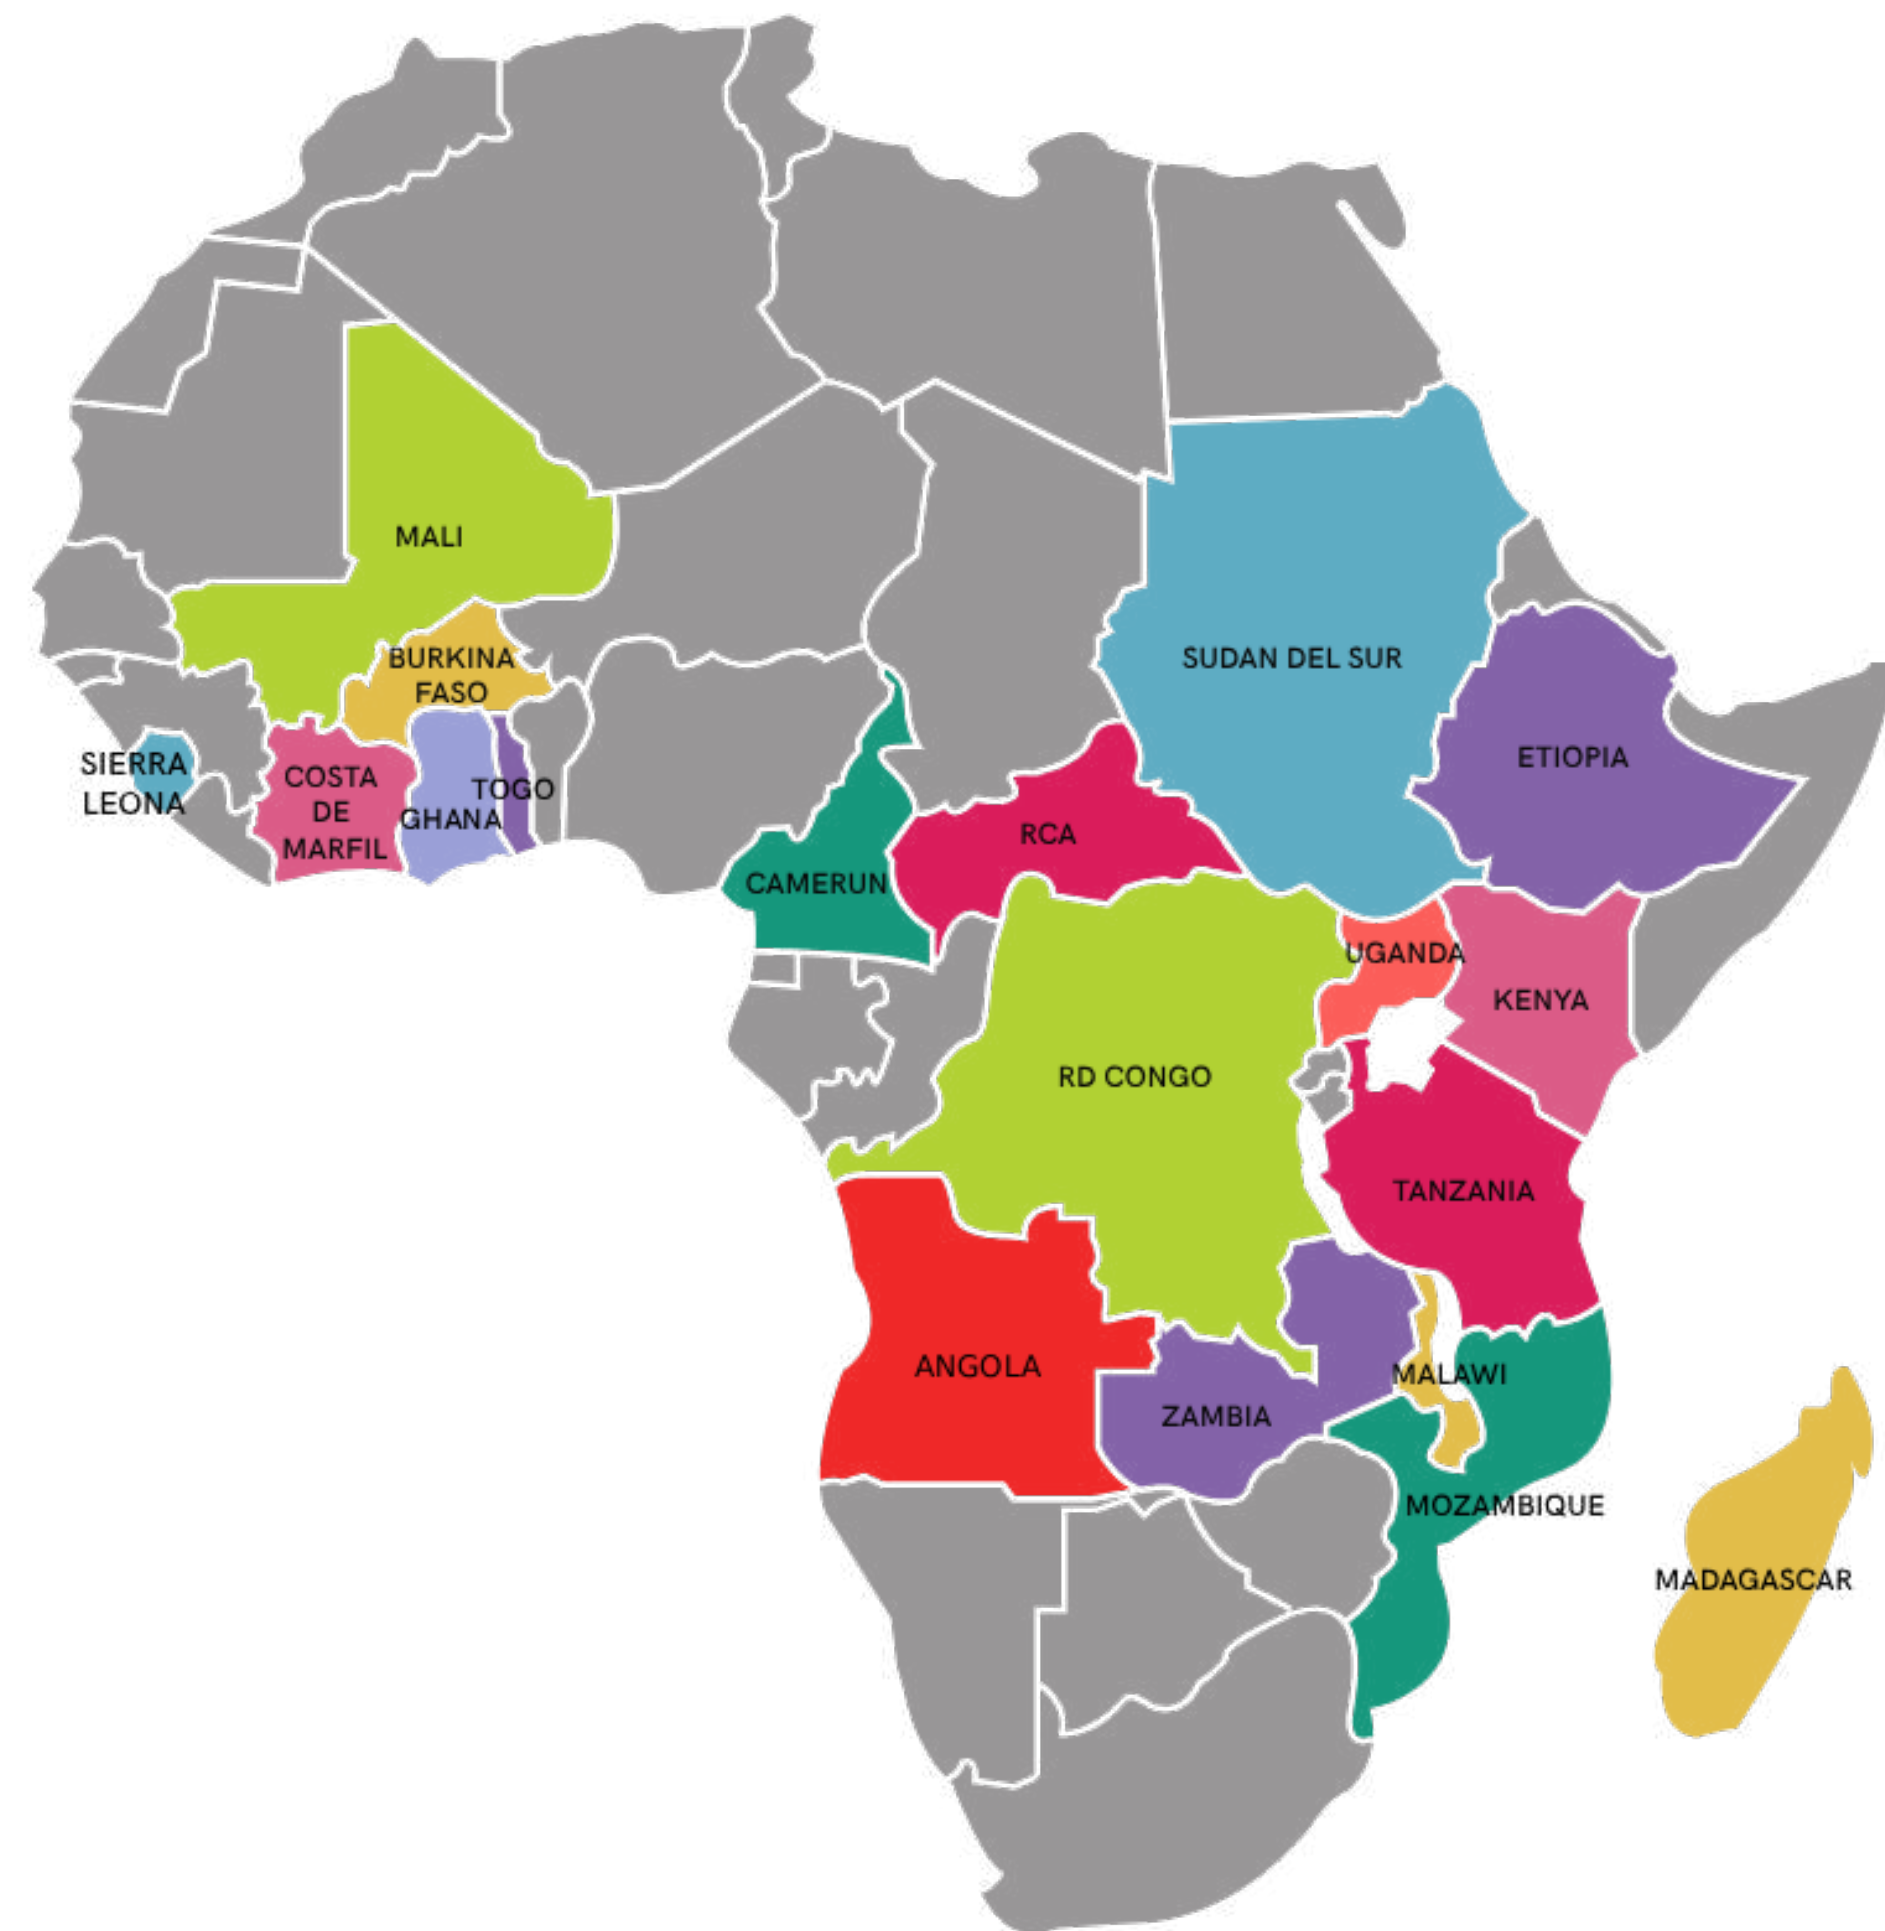 MALI
BURKINA
FASO
SUDAN DEL SUR
SIERRA
LEONA
COSTA
DE
MARFIL
TOGO
GHANA
ETIOPIA
RCA
CAMERUN
UGANDA
KENYA
RD CONGO
TANZANIA
ANGOLA
MALAWI
ZAMBIA
MOZAMBIQUE
MADAGASCAR